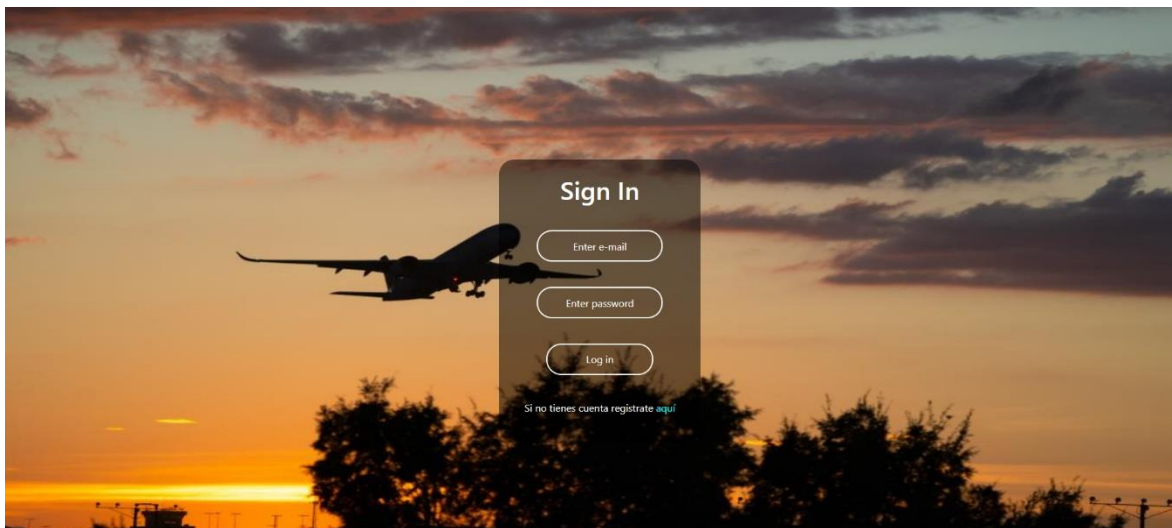 Sign In
Enter e-mail
Enter password
Log in
Si no tienes cuenta registrate aquí